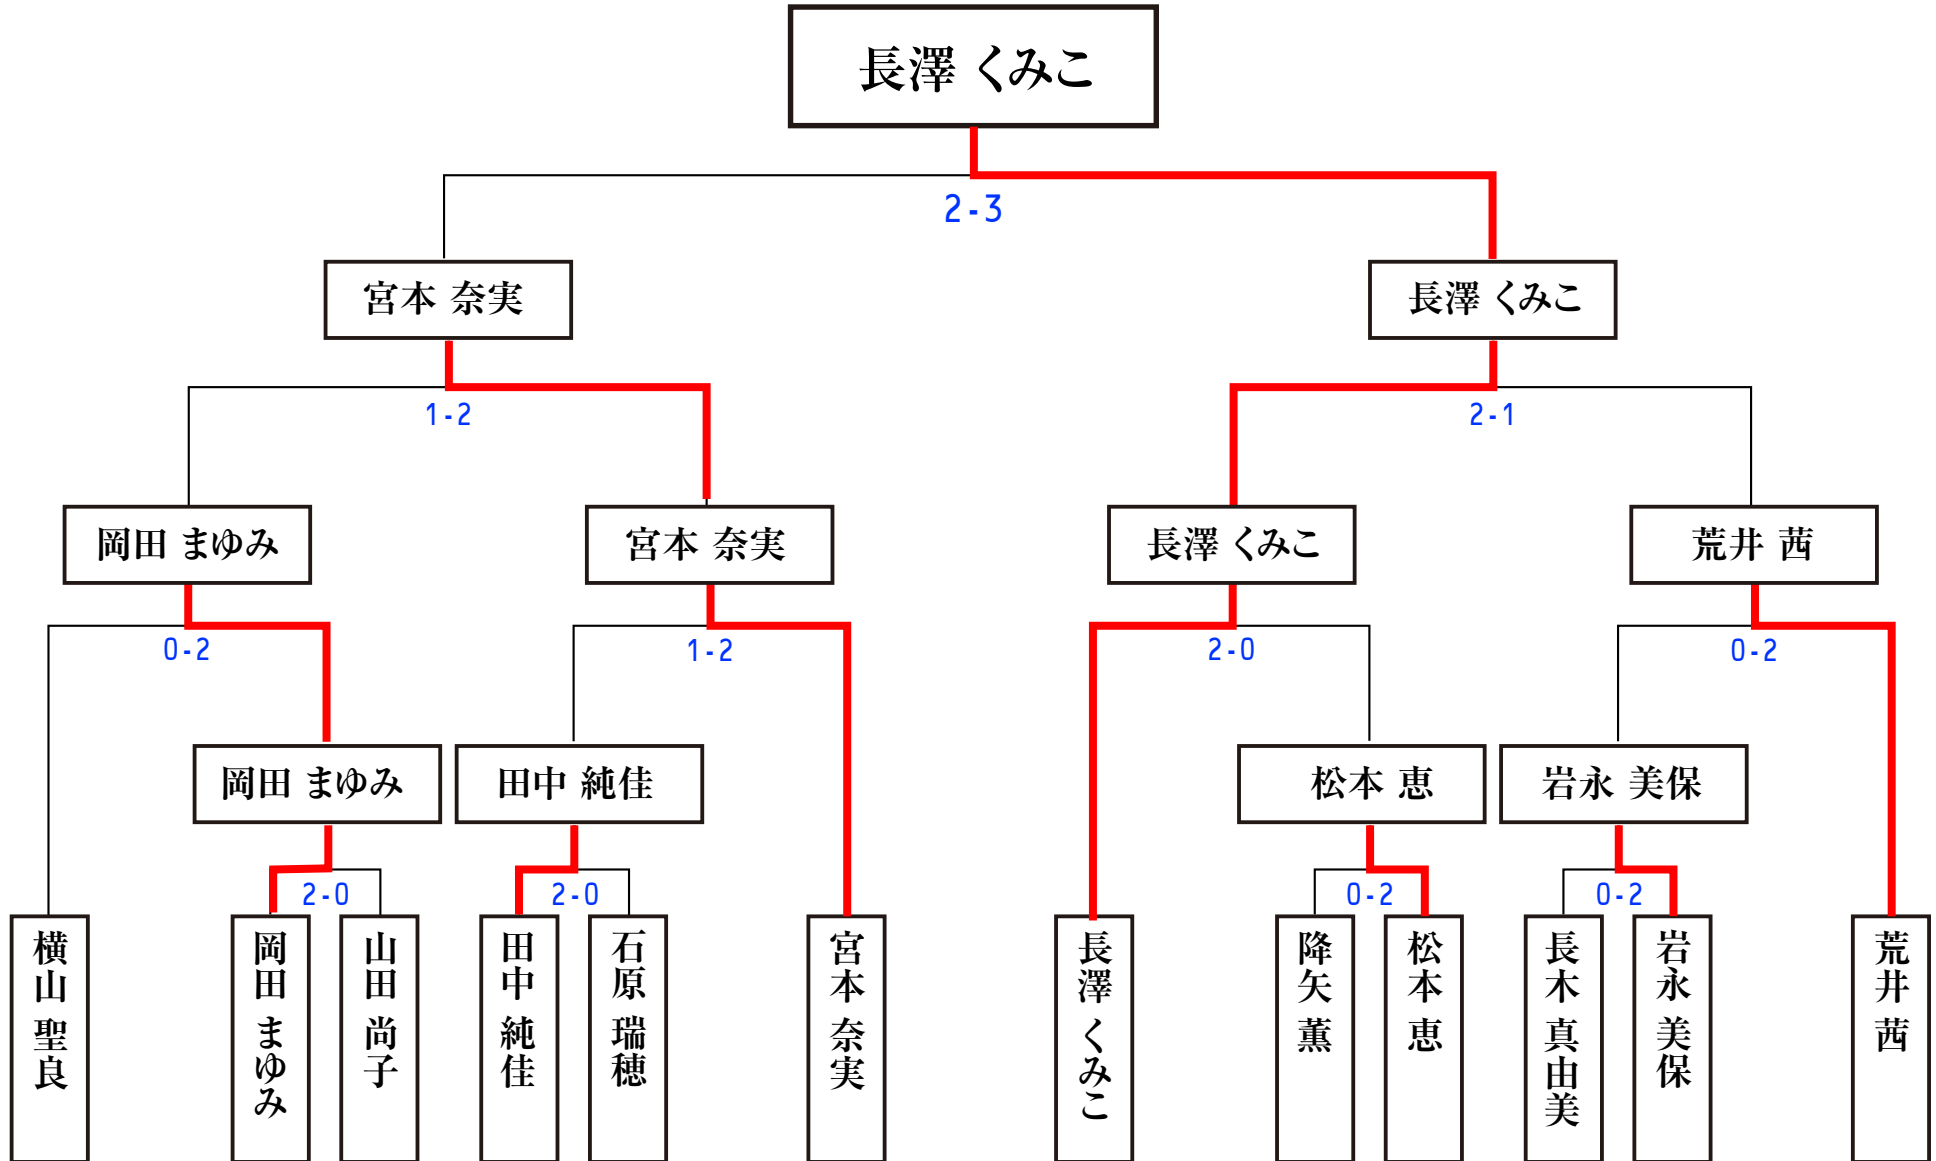 長澤 くみこ
2-3
宮本 奈実
長澤 くみこ
1-2
2-1
岡田 まゆみ
宮本 奈実
長澤 くみこ
荒井 茜
0-2
1-2
2-0
0-2
岡田 まゆみ
田中 純佳
松本 恵
岩永 美保
2-0
2-0
0-2
0-2
横山 聖良
岡田 まゆみ
山田 尚子
田中 純佳
石原 瑞穂
宮本 奈実
長澤 くみこ
降矢 薫
松本 恵
長木 真由美
岩永 美保
荒井 茜